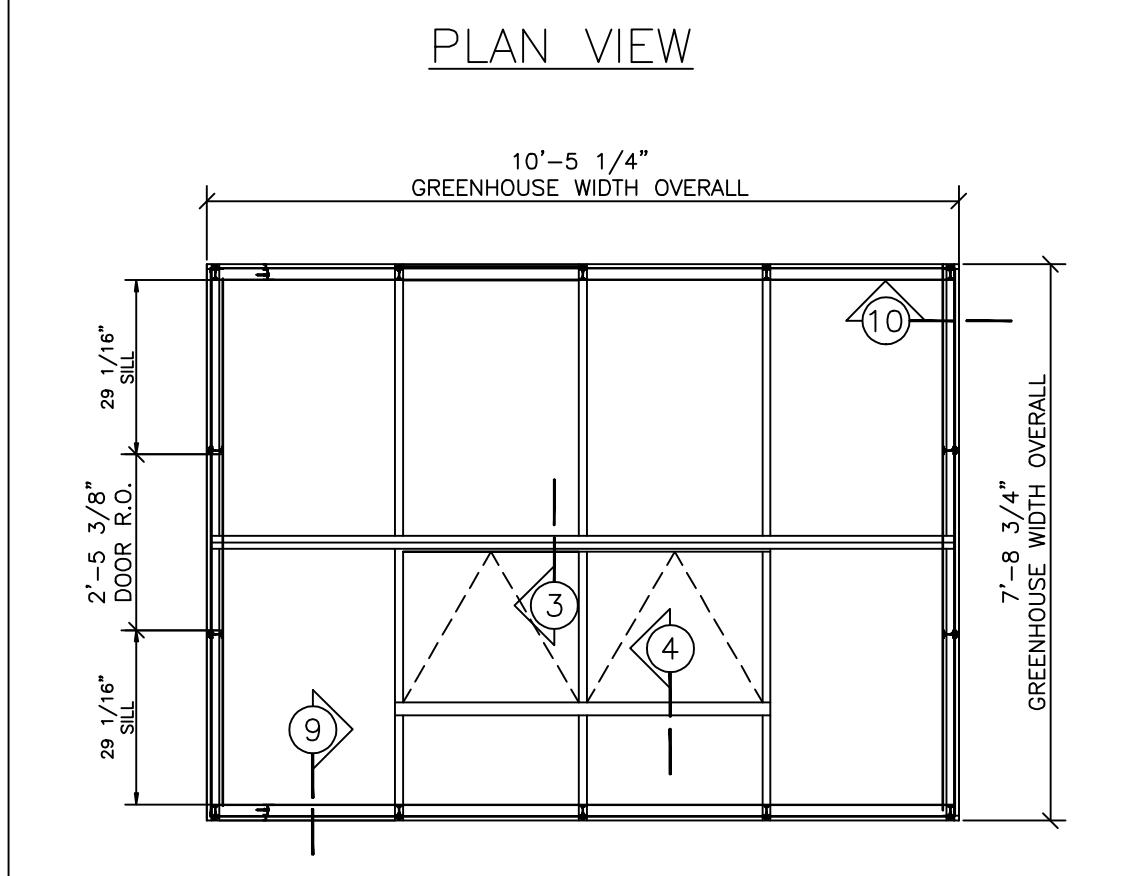 PLAN VIEW
10'-5 1/4"
GREENHOUSE WIDTH OVERALL
10
29 1/16"
SILL
2'-5 3/8"
DOOR R.O.
7'-8 3/4"
GREENHOUSE WIDTH OVERALL
3
4
29 1/16"
SILL
9